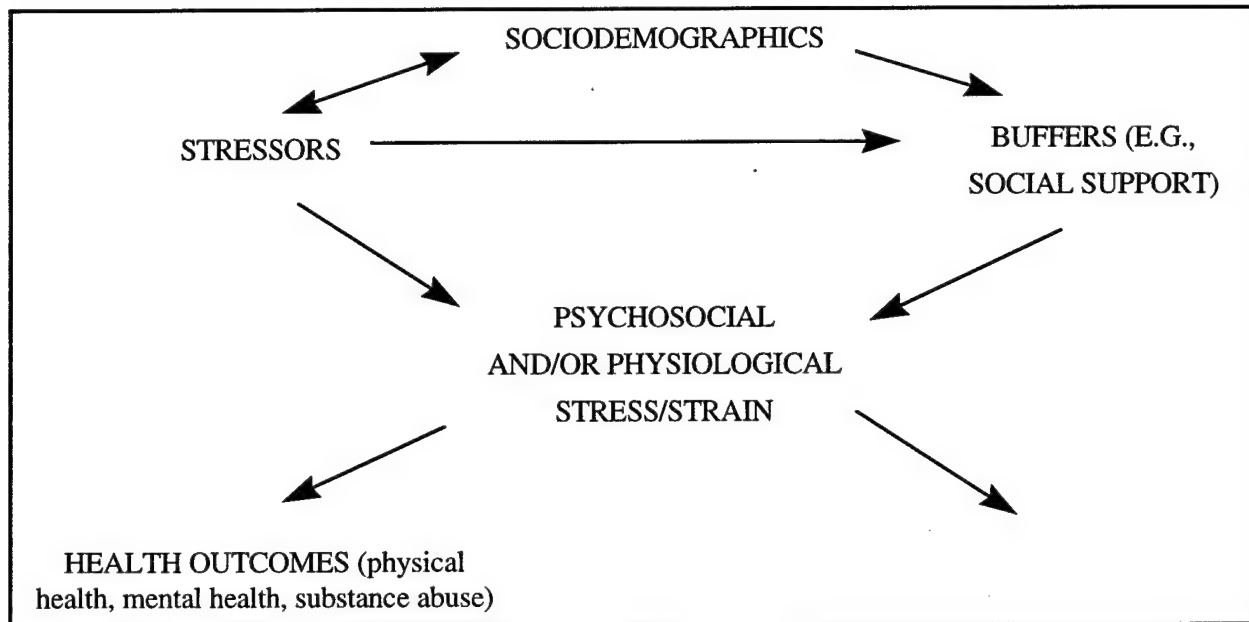 SOCIODEMOGRAPHICS
STRESSORS
BUFFERS (E.G.,
SOCIAL SUPPORT)
PSYCHOSOCIAL
AND/OR PHYSIOLOGICAL
STRESS/STRAIN
HEALTH OUTCOMES (physical
health, mental health, substance abuse)